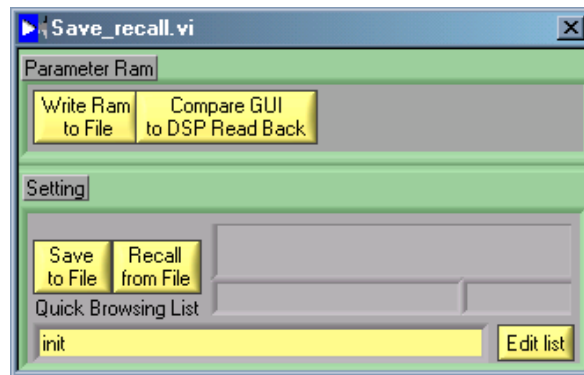 Save_recall.vi
Parameter Ram
Write Ram to File
Compare GUI to DSP Read Back
Setting
Save to File
Recall from File
Quick Browsing List
init
Edit list